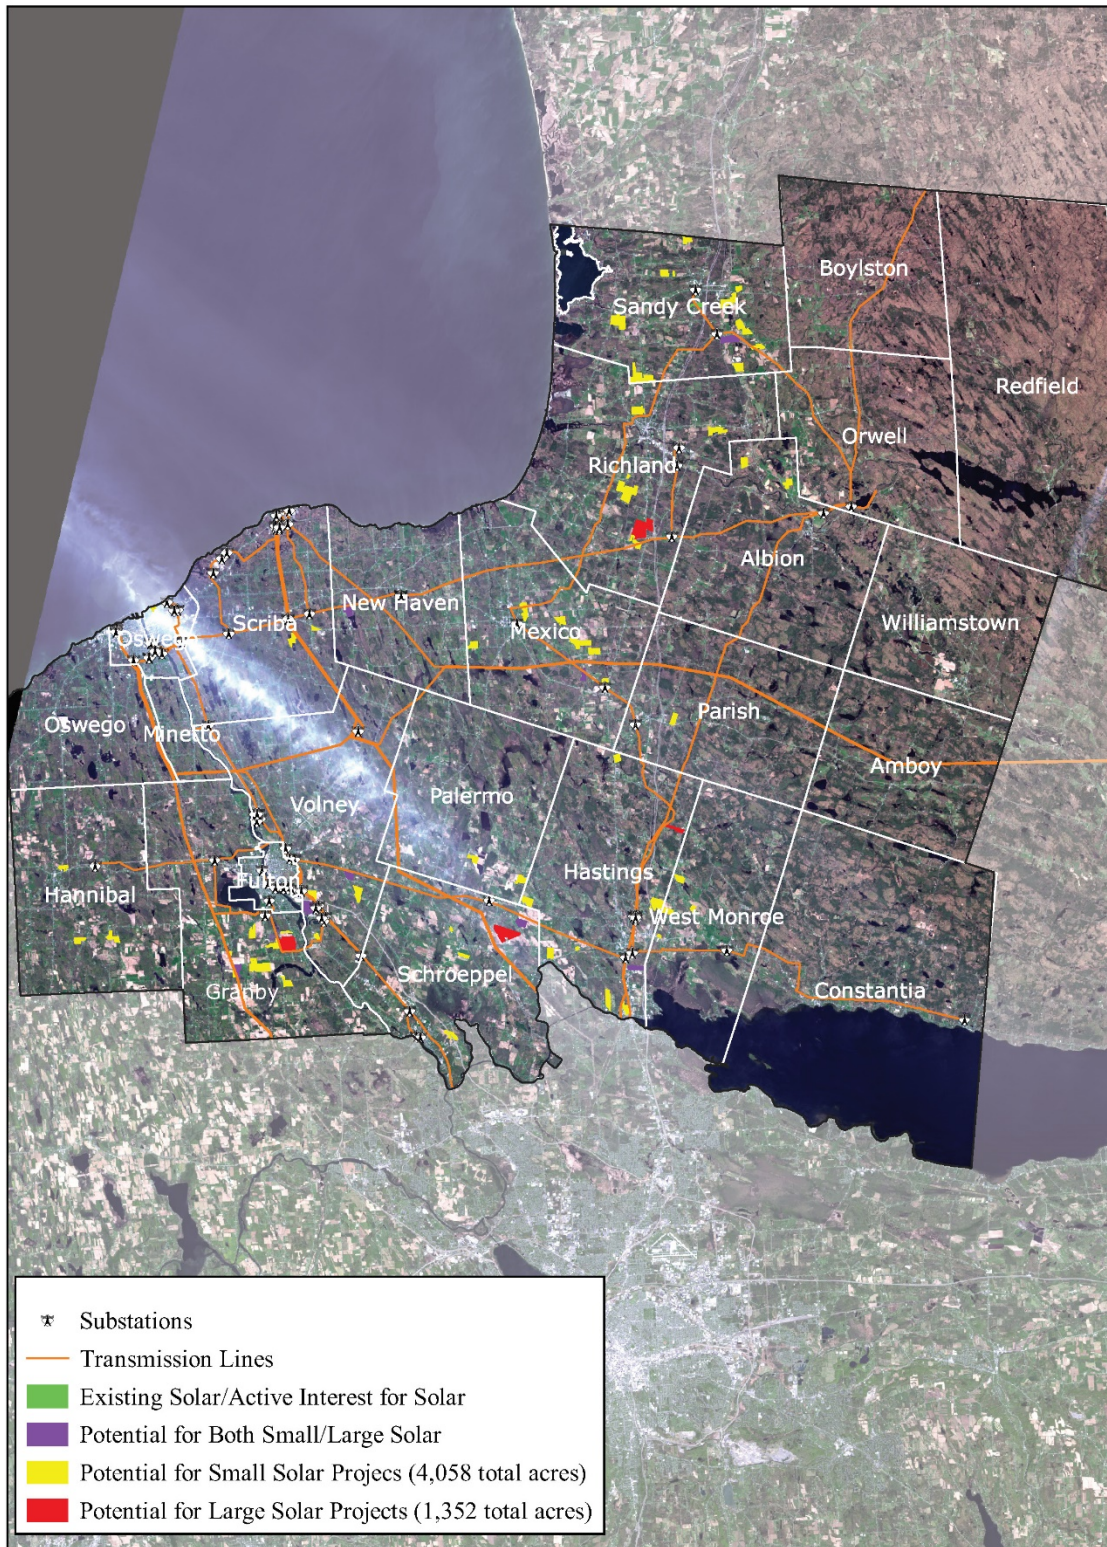 Boylston
Sandy Creek
Redfield
Orwell
Richland
Albion
New Haven
Scriba
Mexico
Williamstown
Oswego
Parish
Oswego
Minetto
Amboy
Volney
Palermo
Hastings
Fulton
Hannibal
West Monroe
Schroeppel
Constantia
Granby
Substations
Transmission Lines
Existing Solar/Active Interest for Solar
Potential for Both Small/Large Solar
Potential for Small Solar Projecs (4,058 total acres)
Potential for Large Solar Projects (1,352 total acres)